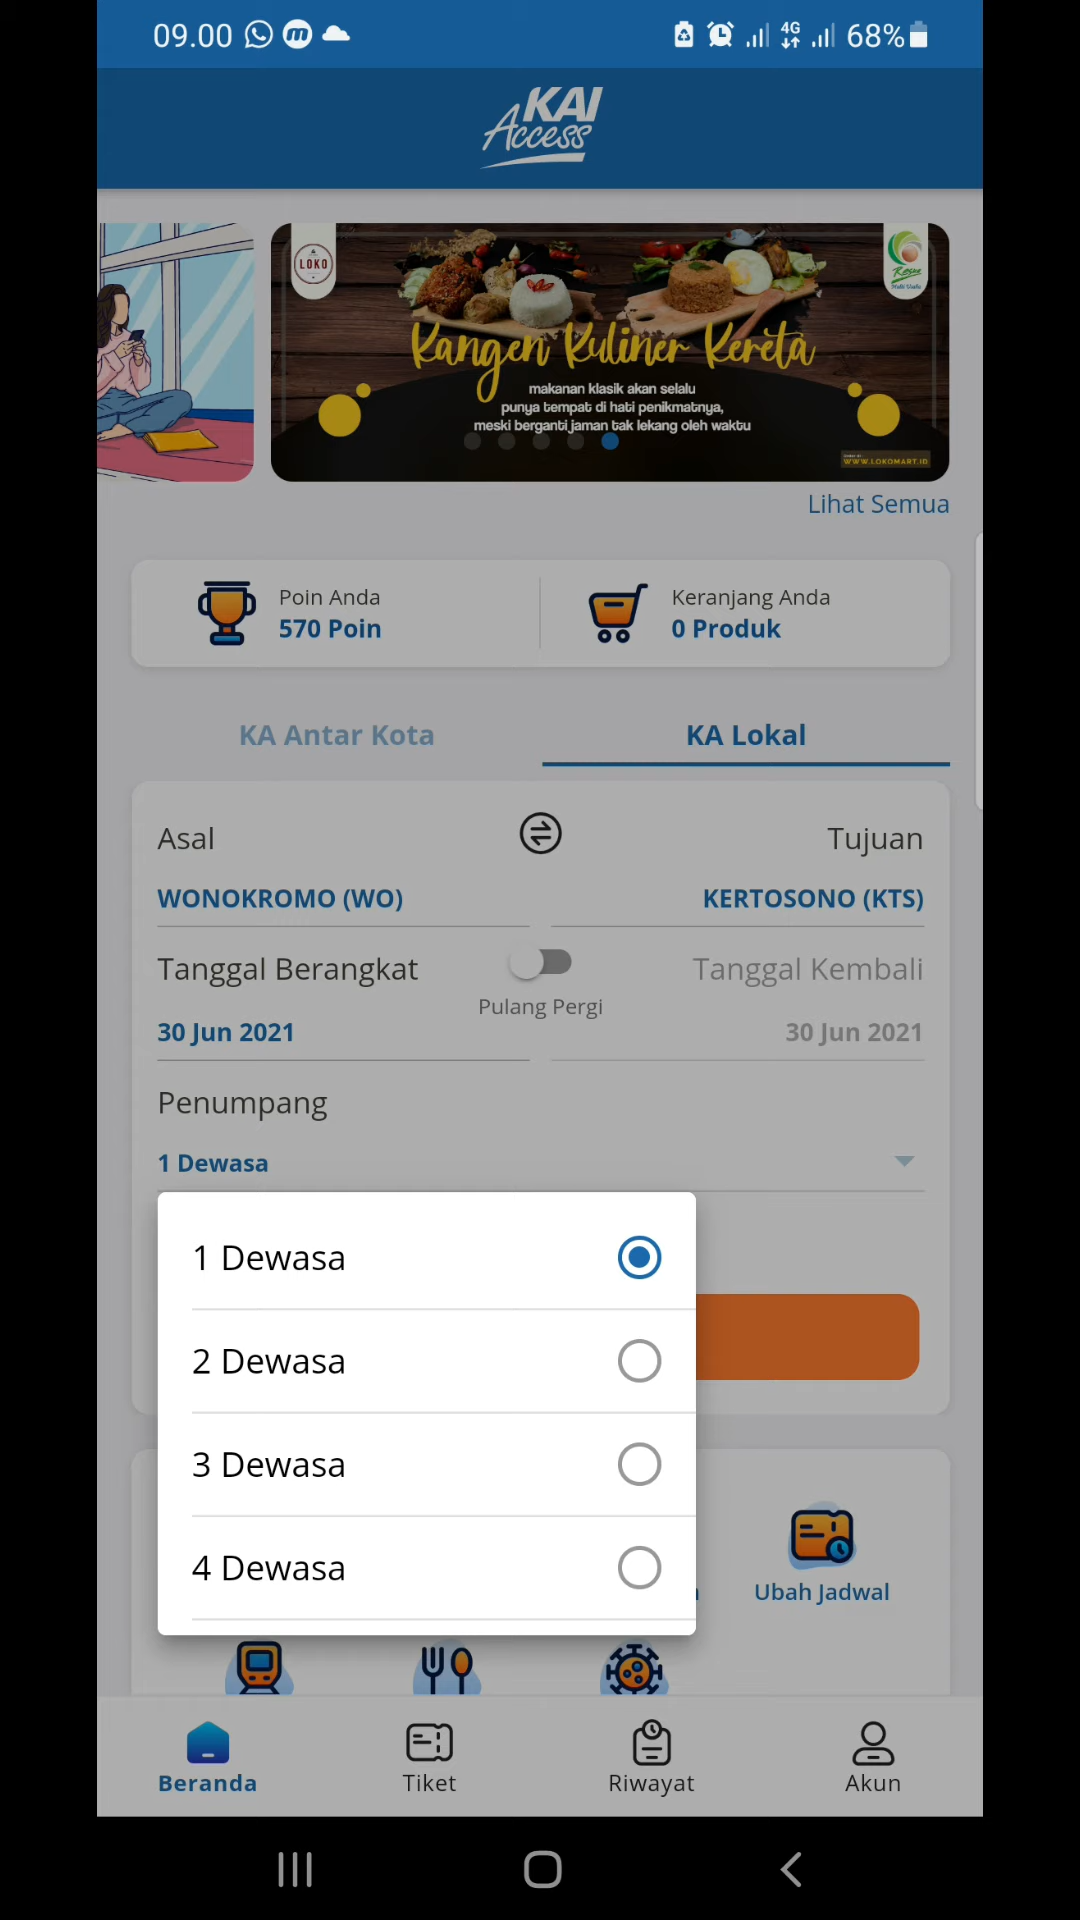 09.00
4G
68%
KAI
Access
LOKO
Kangen Kuliner Kereta
makanan klasik akan selalu
punya tempat di hati penikmatnya,
meski berganti jaman tak lekang oleh waktu
WWW.LOKOMART.ID
Lihat Semua
Poin Anda
570 Poin
Keranjang Anda
0 Produk
KA Antar Kota
KA Lokal
Asal
Tujuan
WONOKROMO (WO)
KERTOSONO (KTS)
Tanggal Berangkat
Tanggal Kembali
Pulang Pergi
30 Jun 2021
30 Jun 2021
Penumpang
1 Dewasa
1 Dewasa
2 Dewasa
3 Dewasa
4 Dewasa
Ubah Jadwal
Beranda
Tiket
Riwayat
Akun